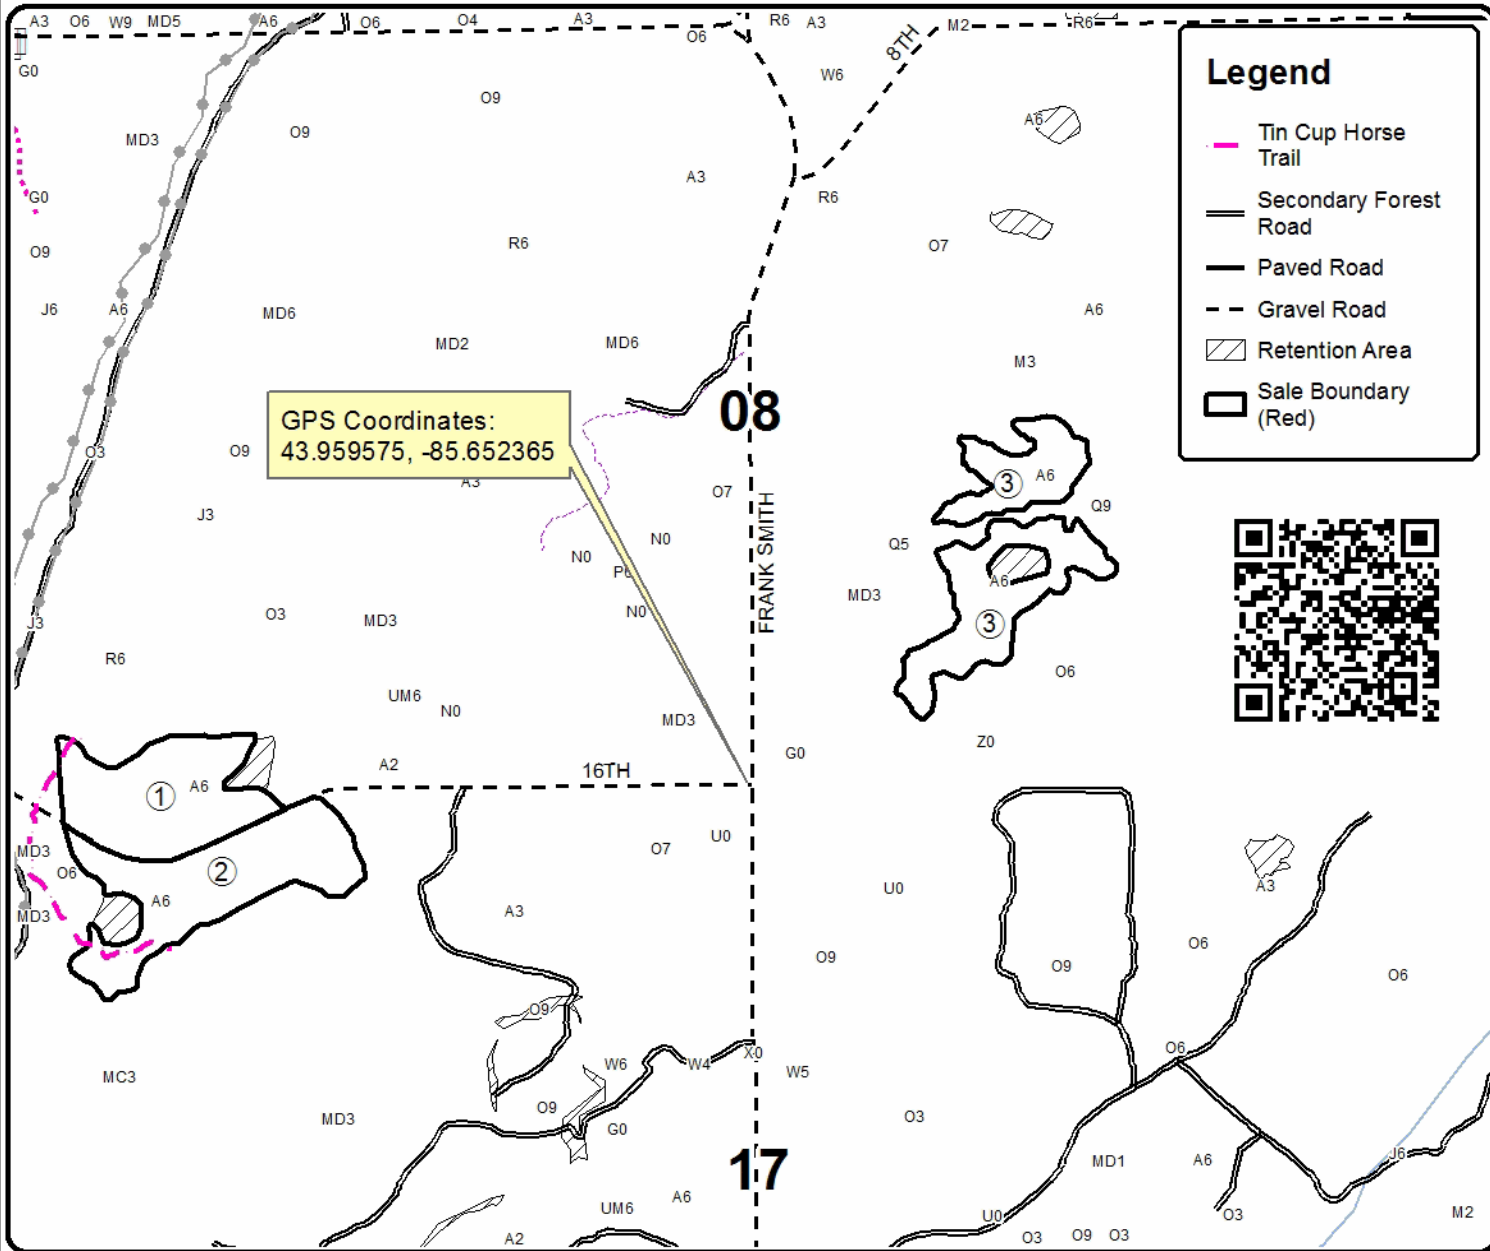 A3 O6 W9 MD5 A6 O6 O4 A3 R6 A3 M2 R6
O6
8TH
G0
W6
O9
A6
O9
MD3
A3
G0
R6
R6
O7
O9
J6
A6
MD6
A6
MD2
MD6
M3
Legend
Tin Cup Horse
Trail
Secondary Forest
Road
Paved Road
Gravel Road
Retention Area
Sale Boundary
(Red)
GPS Coordinates:
43.959575, -85.652365
08
O3
O9
A3
3
A6
O7
Q9
J3
FRANK SMITH
N0
N0
Q5
A6
MD3
O3
MD3
N0
J3
3
R6
O6
UM6
N0
MD3
Z0
G0
A2
16TH
1
A6
U0
MD3
O7
O6
2
A3
U0
A6
A3
MD3
O6
O9
O9
O6
O9
X0
O6
W6
W4
W5
MC3
O9
O3
MD3
G0
J6
17
MD1
A6
A6
UM6
U0
O3
M2
A2
O3 O9 O3